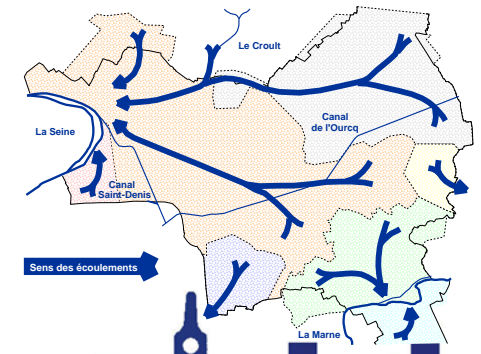 Le Croult
La Seine
Canal
de l'Ourcq
Canal
Saint-Denis
Sens des écoulements
La Marne